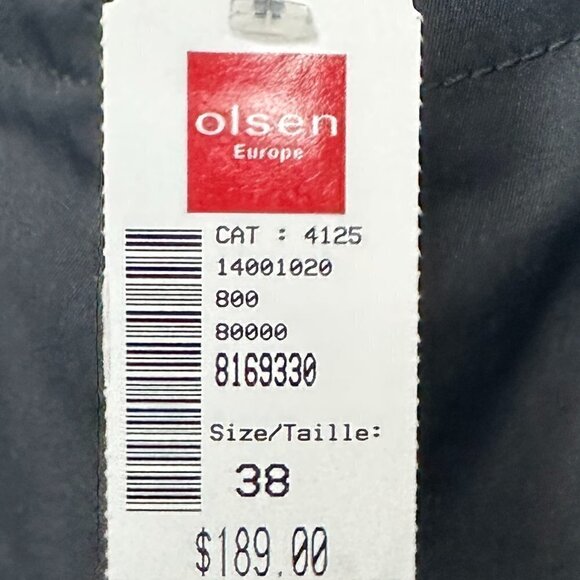 olsen
Europe
CAT : 4125
14001020
800
80000
8169330
Size/Taille:
38
$189.00